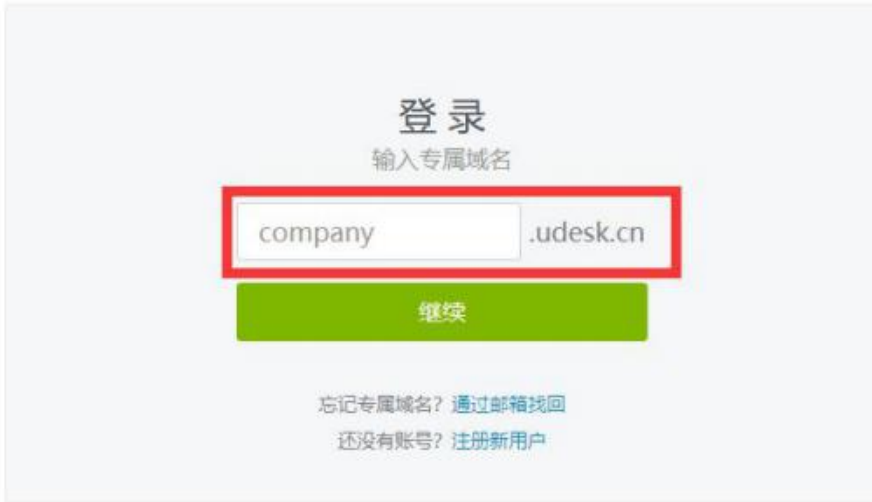 登录
输入专属域名
company .udesk.cn
继续
忘记专属域名? 通过邮箱找回
还没有账号? 注册新用户